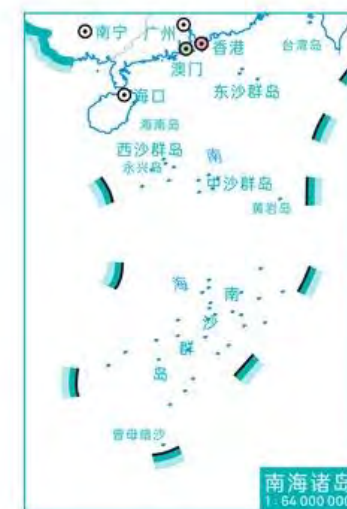 南宁
广州
香港
澳门
台湾岛
东沙群岛
海口
海南岛
西沙群岛
永兴岛
南
中沙群岛
黄岩岛
海
南
沙
群
岛
曾母暗沙
南海诸岛
1：64 000 000